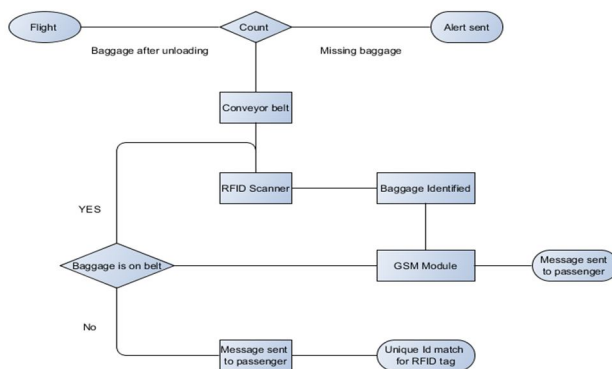 Flight
Count
Alert sent
Baggage after unloading
Missing baggage
Conveyor belt
RFID Scanner
Baggage Identified
YES
Baggage is on belt
GSM Module
Message sent
to passenger
No
Message sent
to passenger
Unique Id match
for RFID tag